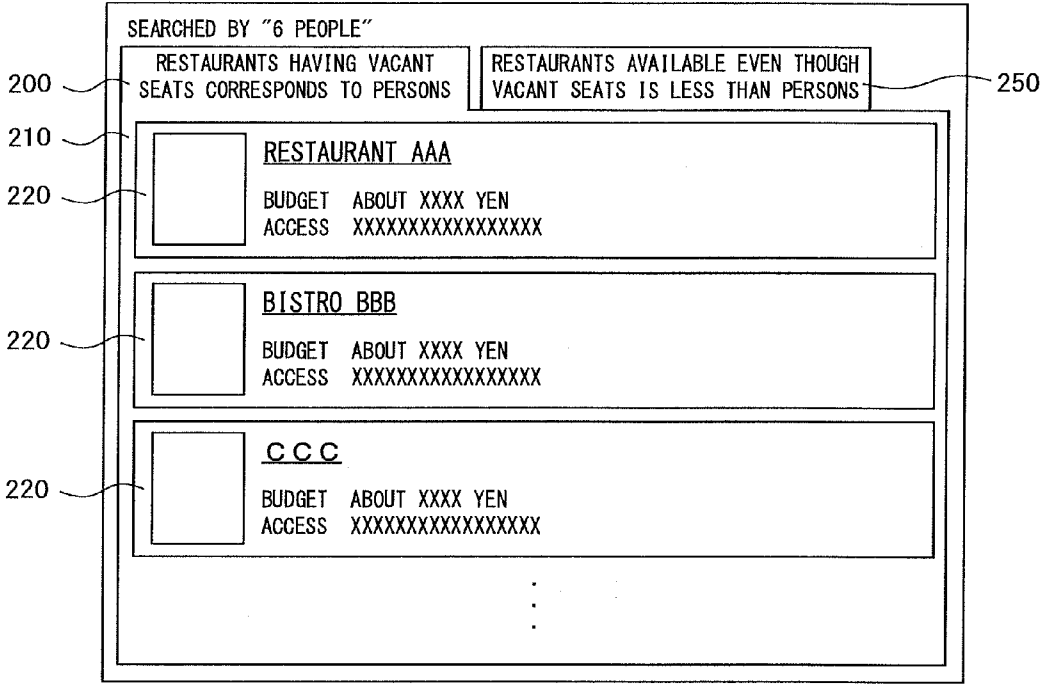 SEARCHED BY "6 PEOPLE"
RESTAURANTS HAVING VACANT
SEATS CORRESPONDS TO PERSONS
RESTAURANTS AVAILABLE EVEN THOUGH
VACANT SEATS IS LESS THAN PERSONS
200
250
210
RESTAURANT AAA
220
BUDGET ABOUT XXXX YEN
ACCESS XXXXXXXXXXXXXXXXX
BISTRO BBB
220
BUDGET ABOUT XXXX YEN
ACCESS XXXXXXXXXXXXXXXXX
CCC
220
BUDGET ABOUT XXXX YEN
ACCESS XXXXXXXXXXXXXXXXX